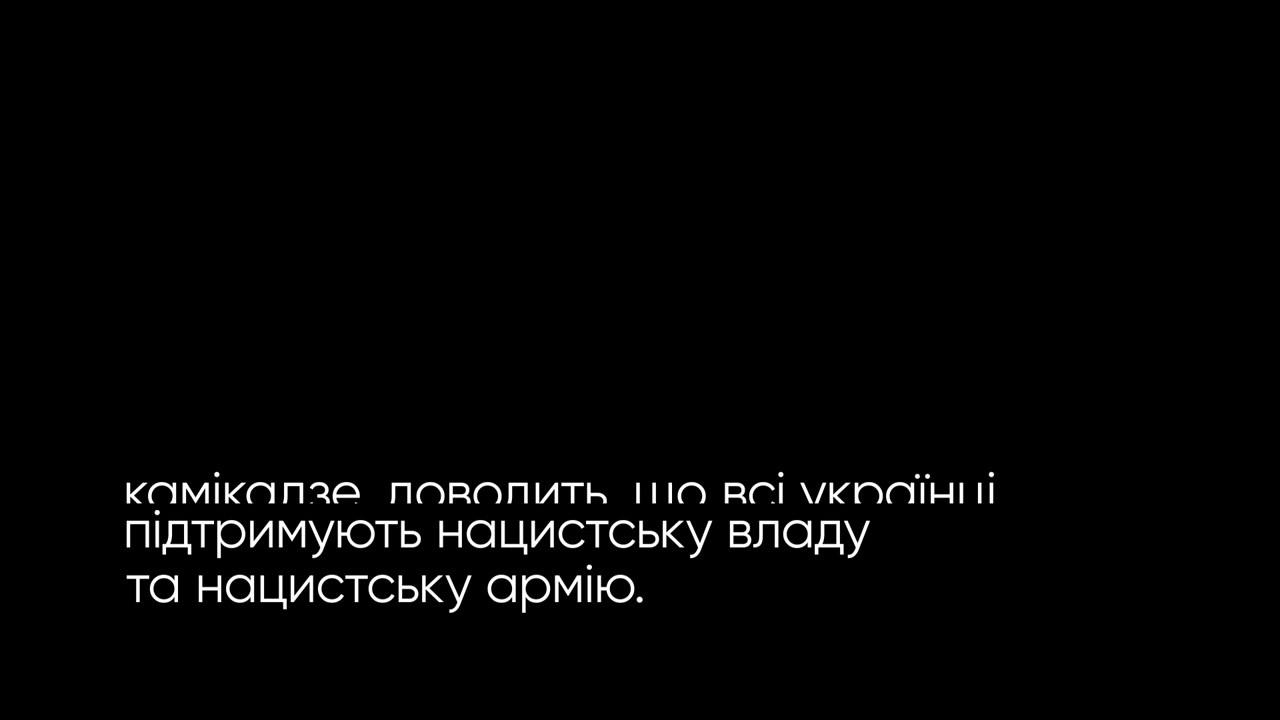 камікадзе, доводить, що всі українці
підтримують нацистську владу
та нацистську армію.